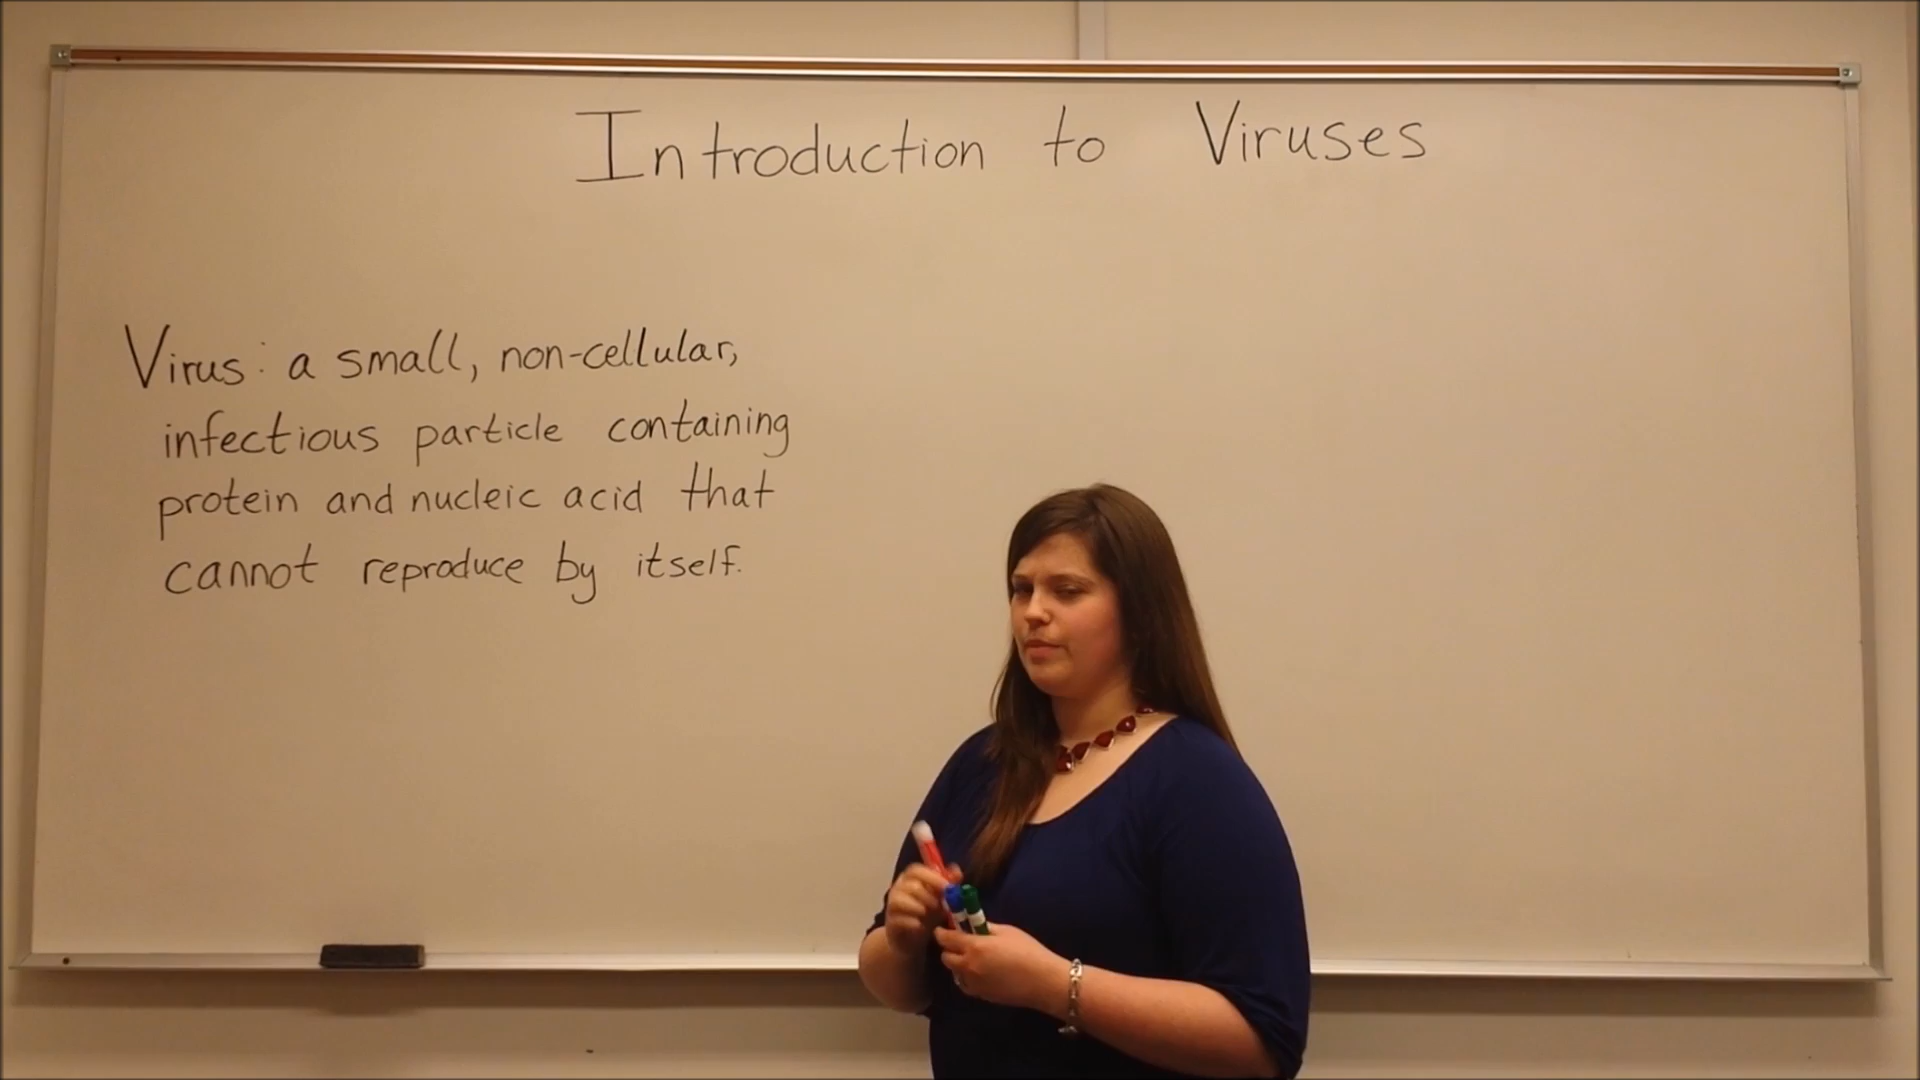 Introduction to Viruses
Virus: a small, non-cellular,
infectious particle containing
protein and nucleic acid that
cannot reproduce by itself.